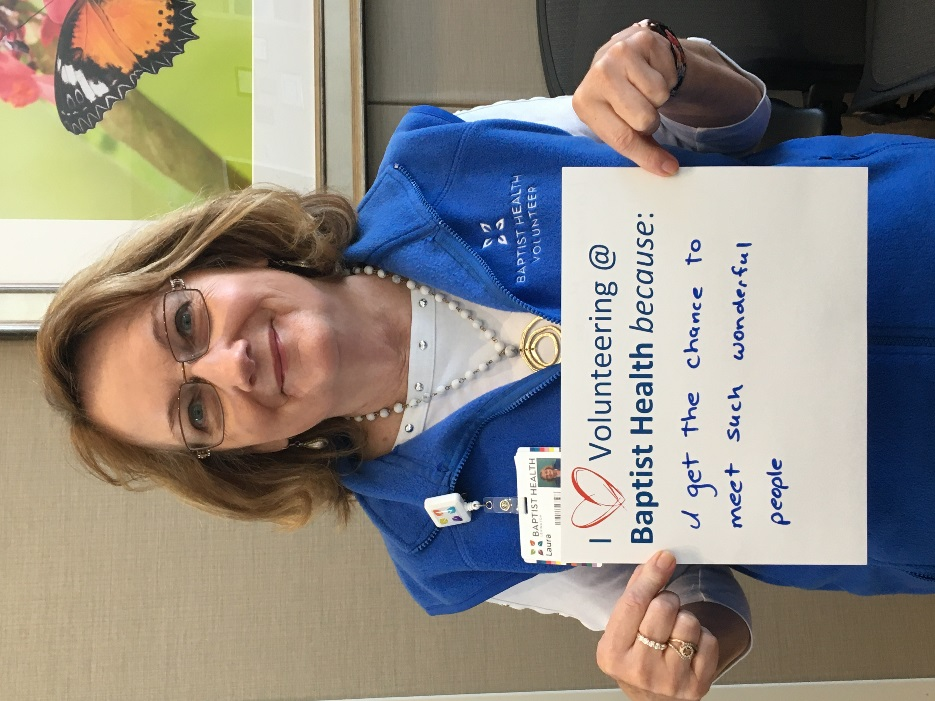 BAPTIST HEALTH
VOLUNTEER
BAPTIST HEALTH
Laura
I Volunteering @
Baptist Health because:
I get the chance to
meet such wonderful
people